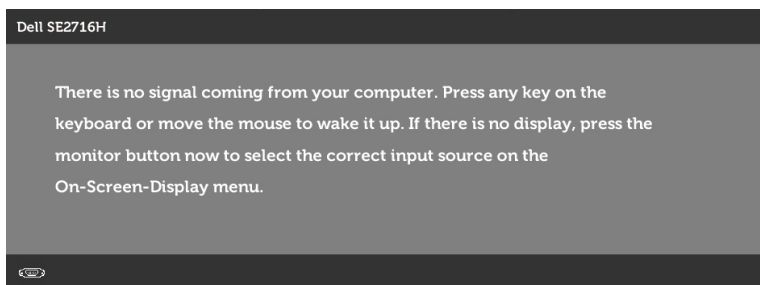 Dell SE2716H
There is no signal coming from your computer. Press any key on the
keyboard or move the mouse to wake it up. If there is no display, press the
monitor button now to select the correct input source on the
On-Screen-Display menu.